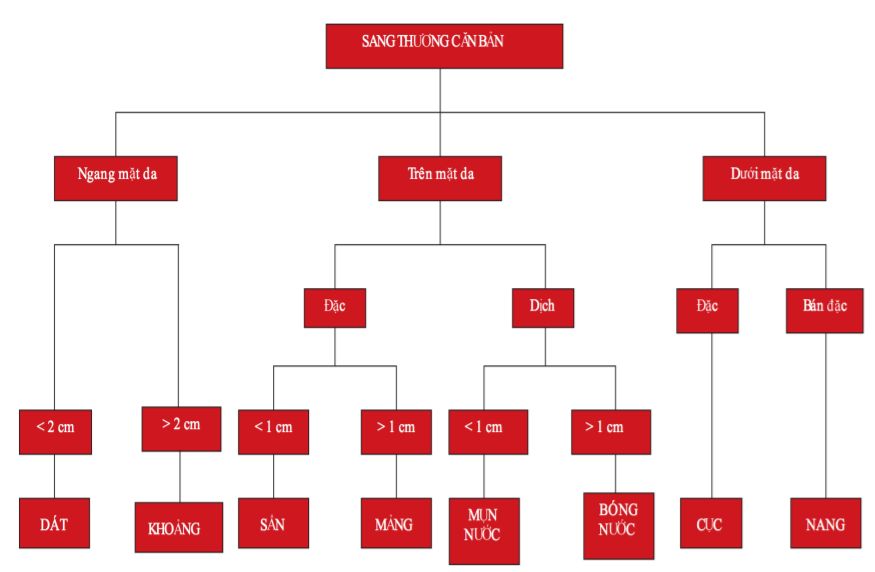 SANG THƯƠNG CĂN BẢN
Ngang mặt da
Trên mặt da
Dưới mặt da
Đặc
Dịch
Đặc
Bán đặc
< 2 cm
> 2 cm
< 1 cm
> 1 cm
< 1 cm
> 1 cm
DÁT
KHOẢNG
SẨN
MẢNG
MỤN
NƯỚC
BÓNG
NƯỚC
CỤC
NANG